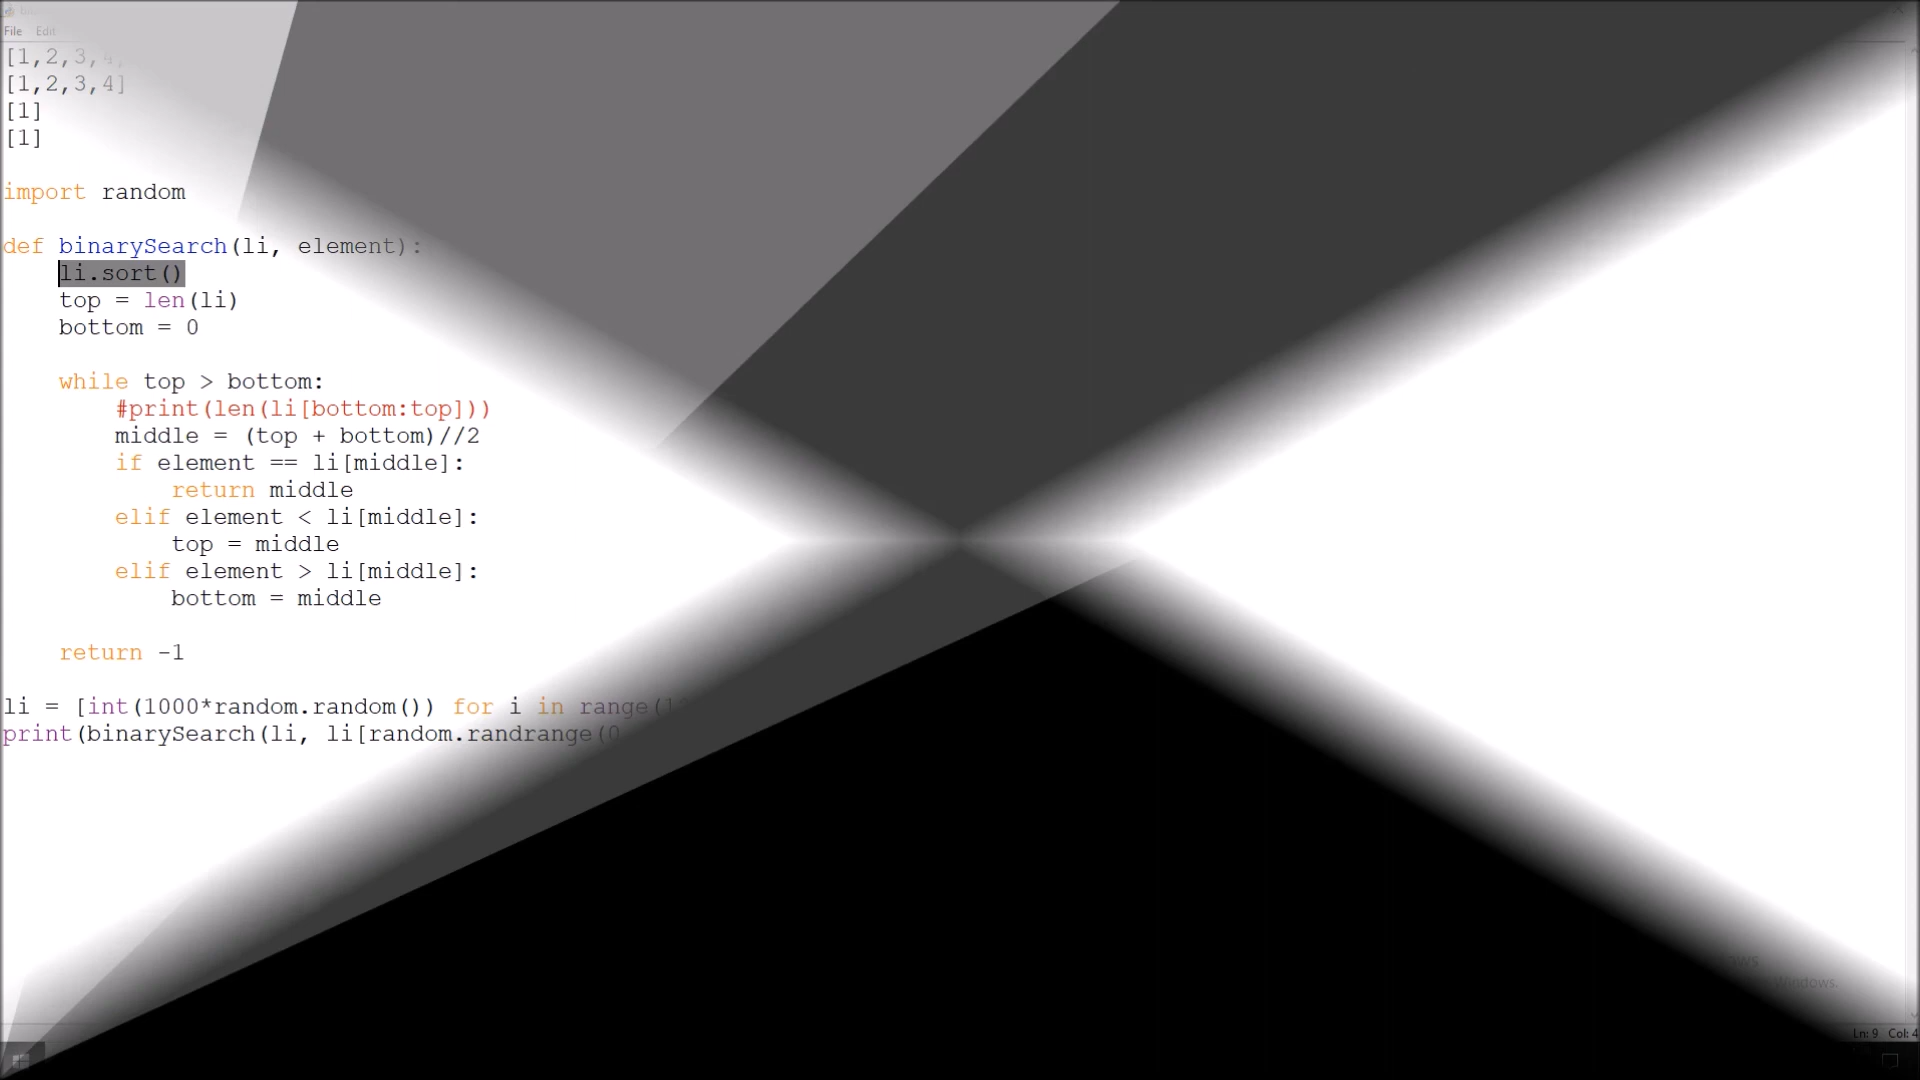 File Edit
[1,2,3,4,
[1,2,3,4]
[1]
[1]
import random
def binarySearch(li, element):
    li.sort()
    top = len(li)
    bottom = 0
    while top > bottom:
        #print(len(li[bottom:top]))
        middle = (top + bottom)//2
        if element == li[middle]:
            return middle
        elif element < li[middle]:
            top = middle
        elif element > li[middle]:
            bottom = middle
    return -1
li = [int(1000*random.random()) for i in range(1
print(binarySearch(li, li[random.randrange(0
Windows.
Ln: 9 Col: 4